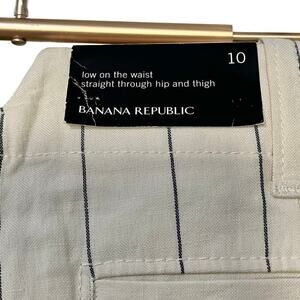 10
low on the waist
straight through hip and thigh
BANANA REPUBLIC